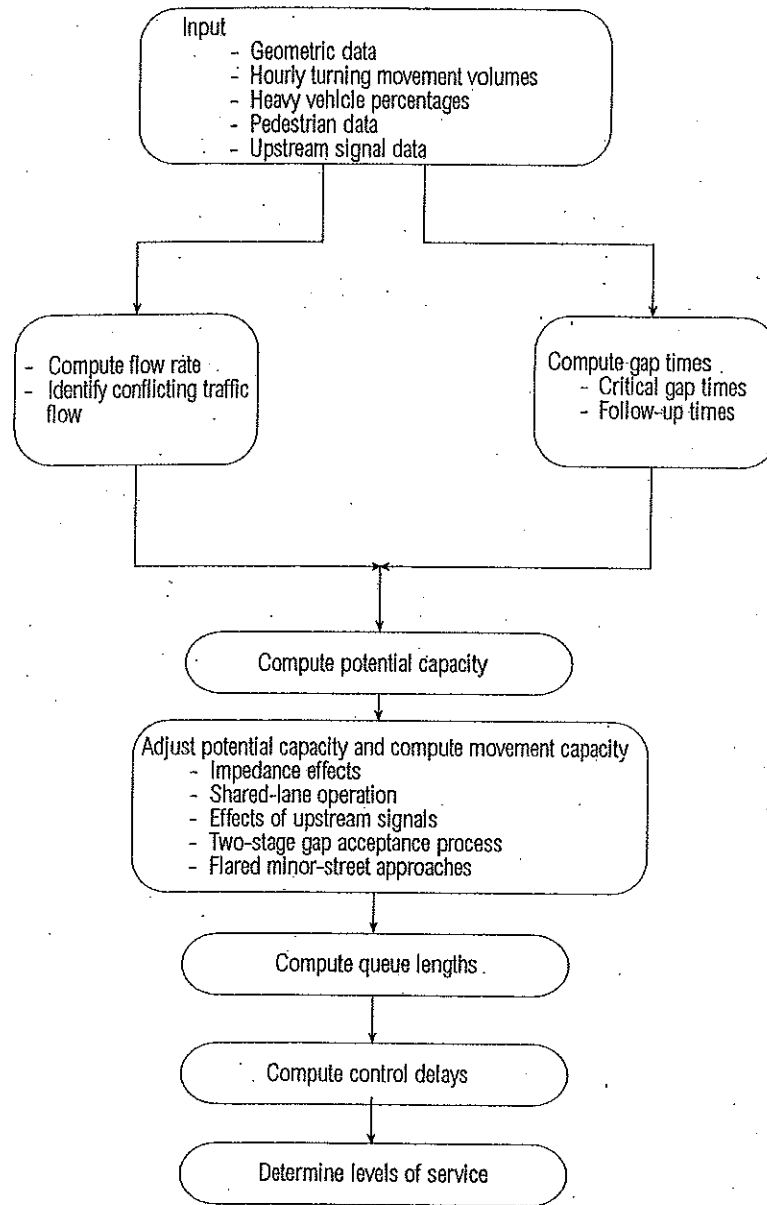 Input
- Geometric data
- Hourly turning movement volumes
- Heavy vehicle percentages
- Pedestrian data
- Upstream signal data
- Compute flow rate
- Identify conflicting traffic
flow
Compute gap times
- Critical gap times
- Follow-up times
Compute potential capacity
Adjust potential capacity and compute movement capacity
- Impedance effects
- Shared-lane operation
- Effects of upstream signals
- Two-stage gap acceptance process
- Flared minor-street approaches
Compute queue lengths
Compute control delays
Determine levels of service